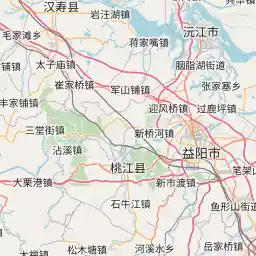 汉寿县
岩汪湖镇
沅江市
毛家滩乡
蒋家嘴镇
太子庙镇
胭脂湖街道
崔家桥镇
军山铺镇
张家塞乡
丰家铺镇
迎风桥镇
过鹿坪镇
三堂街镇
新桥河镇
沾溪镇
益阳市
桃江县
笔架山
大栗港镇
新市渡镇
石牛江镇
鱼形山街道
松木塘镇
河溪水乡
岳家桥镇